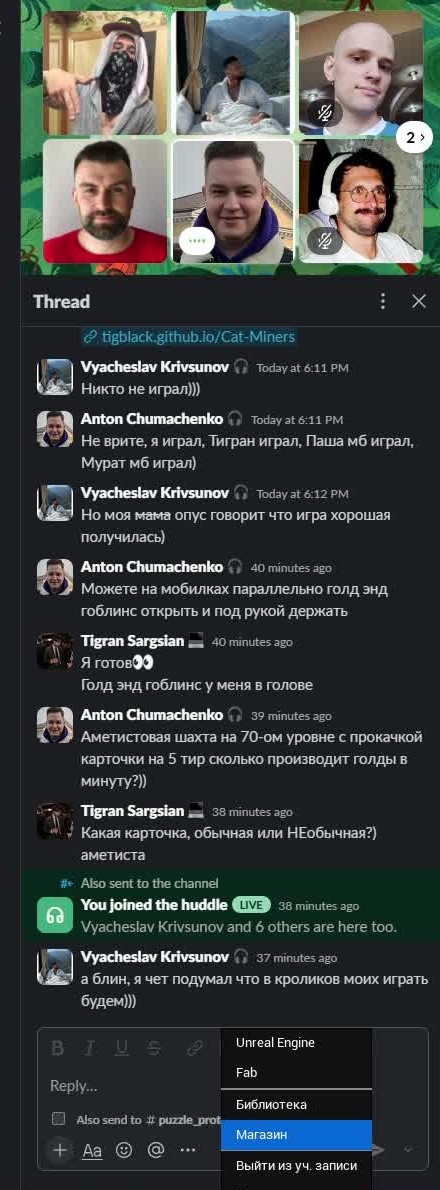 2 ›
Thread
tigblack.github.io/Cat-Miners
Vyacheslav Krivsunov Today at 6:11 PM
Никто не играл)))
Anton Chumachenko Today at 6:11 PM
Не врите, я играл, Тигран играл, Паша мб играл,
Мурат мб играл)
Vyacheslav Krivsunov Today at 6:12 PM
Но моя мама опус говорит что игра хорошая
получилась)
Anton Chumachenko 40 minutes ago
Можете на мобилках параллельно голд энд
гоблинс открыть и под рукой держать
Tigran Sargsian 40 minutes ago
Я готов👀
Голд энд гоблинс у меня в голове
Anton Chumachenko 39 minutes ago
Аметистовая шахта на 70-ом уровне с прокачкой
карточки на 5 тир сколько производит голды в
минуту?))
Tigran Sargsian 38 minutes ago
Какая карточка, обычная или НЕобычная?)
аметиста
Also sent to the channel
You joined the huddle LIVE 38 minutes ago
Vyacheslav Krivsunov and 6 others are here too.
Vyacheslav Krivsunov 37 minutes ago
а блин, я чет подумал что в кроликов моих играть
будем)))
B I U S
Unreal Engine
Fab
Reply...
Библиотека
Also send to # puzzle_prot
Магазин
Aa @
Выйти из уч. записи